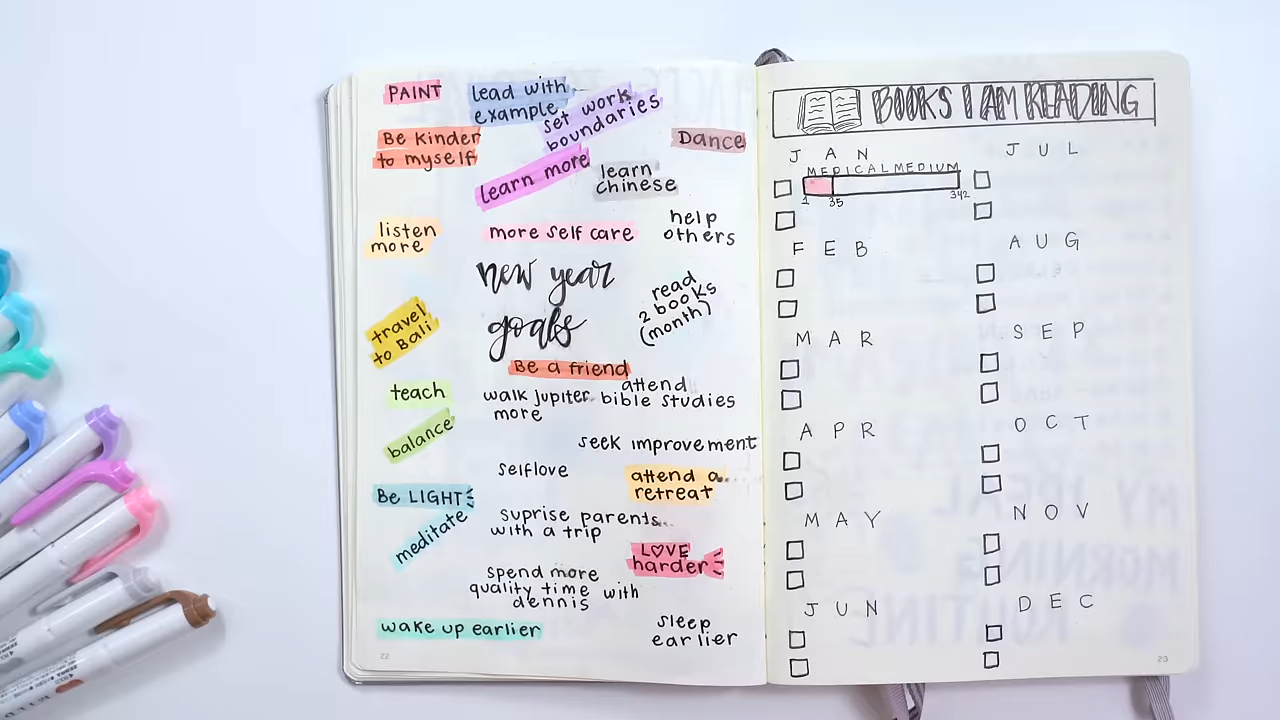 PAINT
lead with
example
set work
boundaries
Be kinder
to myself
Dance
learn more
learn
chinese
listen
more
more self care
help
others
new year
goals
read
2 books
(month)
travel
to Bali
Be a friend
teach
walk jupiter
more
attend
bible studies
balance
seek improvement
selflove
attend a
retreat
Be LIGHT
meditate
suprise parents
with a trip
LOVE
harder
spend more
quality time with
dennis
wake up earlier
sleep
earlier
22
BOOKS I AM READING
JAN
MEDICAL MEDIUM
1 35 342
FEB
MAR
APR
MAY
JUN
JUL
AUG
SEP
OCT
NOV
DEC
23